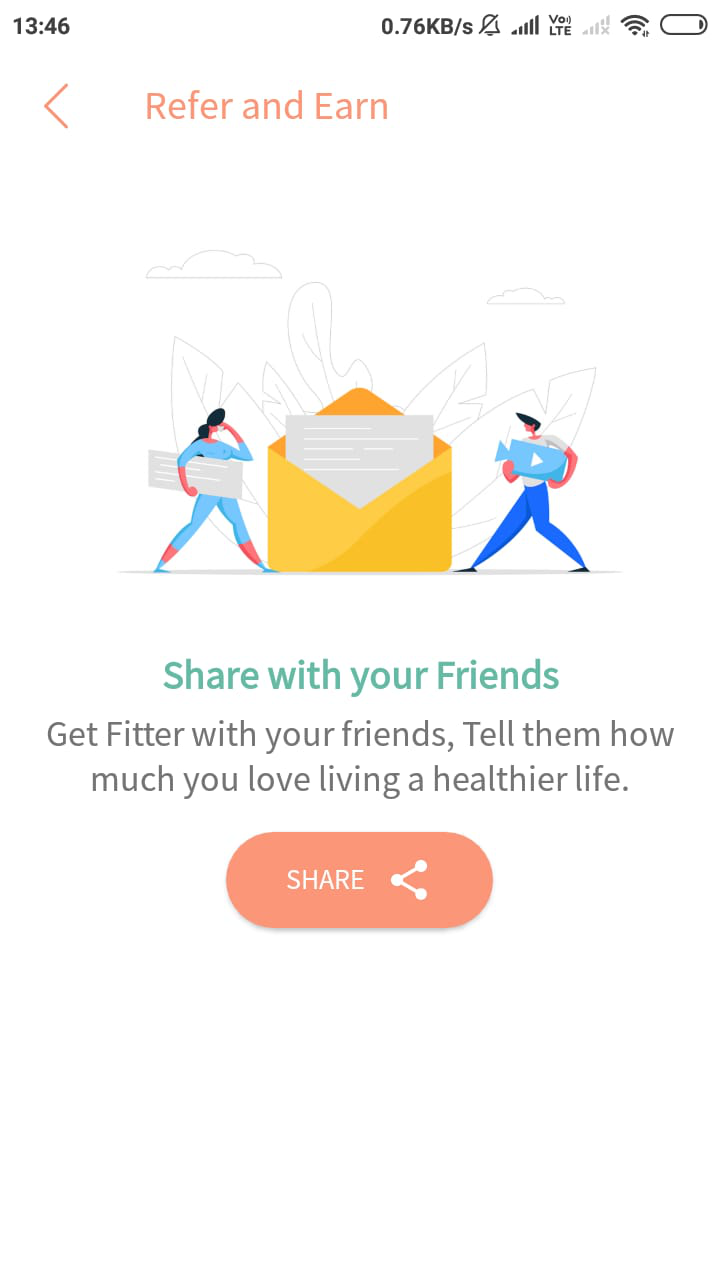 13:46 0.76KB/s Vo) LTE
Refer and Earn
Share with your Friends
Get Fitter with your friends, Tell them how
much you love living a healthier life.
SHARE